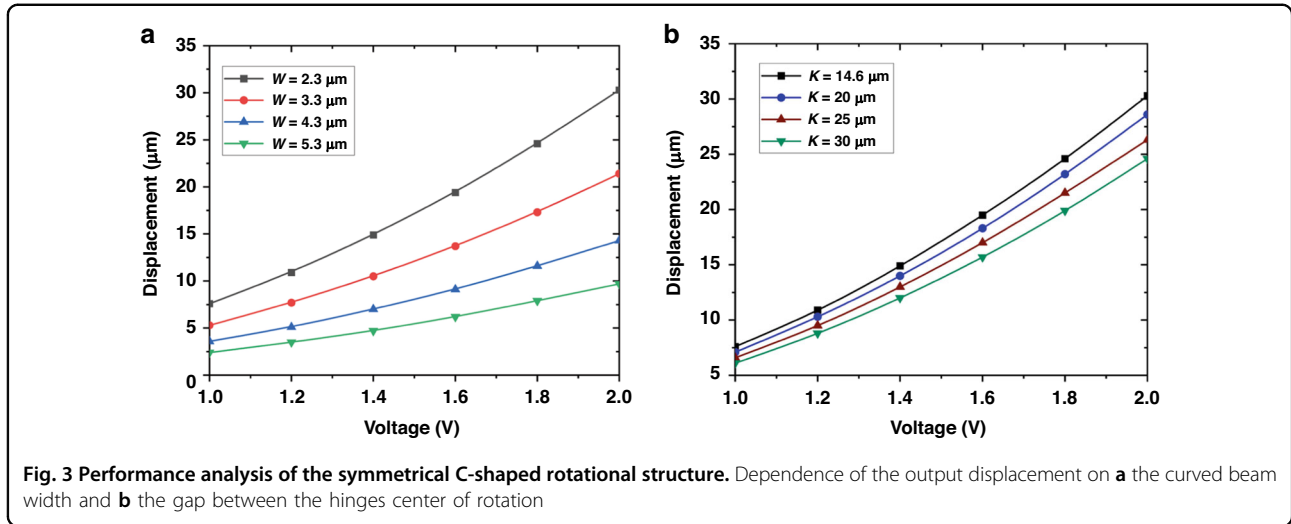 a
35
30
25
20
15
10
5
0
Displacement (μm)
W = 2.3 μm
W = 3.3 μm
W = 4.3 μm
W = 5.3 μm
1.0 1.2 1.4 1.6 1.8 2.0
Voltage (V)
b
35
30
25
20
15
10
5
Displacement (μm)
K = 14.6 μm
K = 20 μm
K = 25 μm
K = 30 μm
1.0 1.2 1.4 1.6 1.8 2.0
Voltage (V)
Fig. 3 Performance analysis of the symmetrical C-shaped rotational structure. Dependence of the output displacement on a the curved beam
width and b the gap between the hinges center of rotation